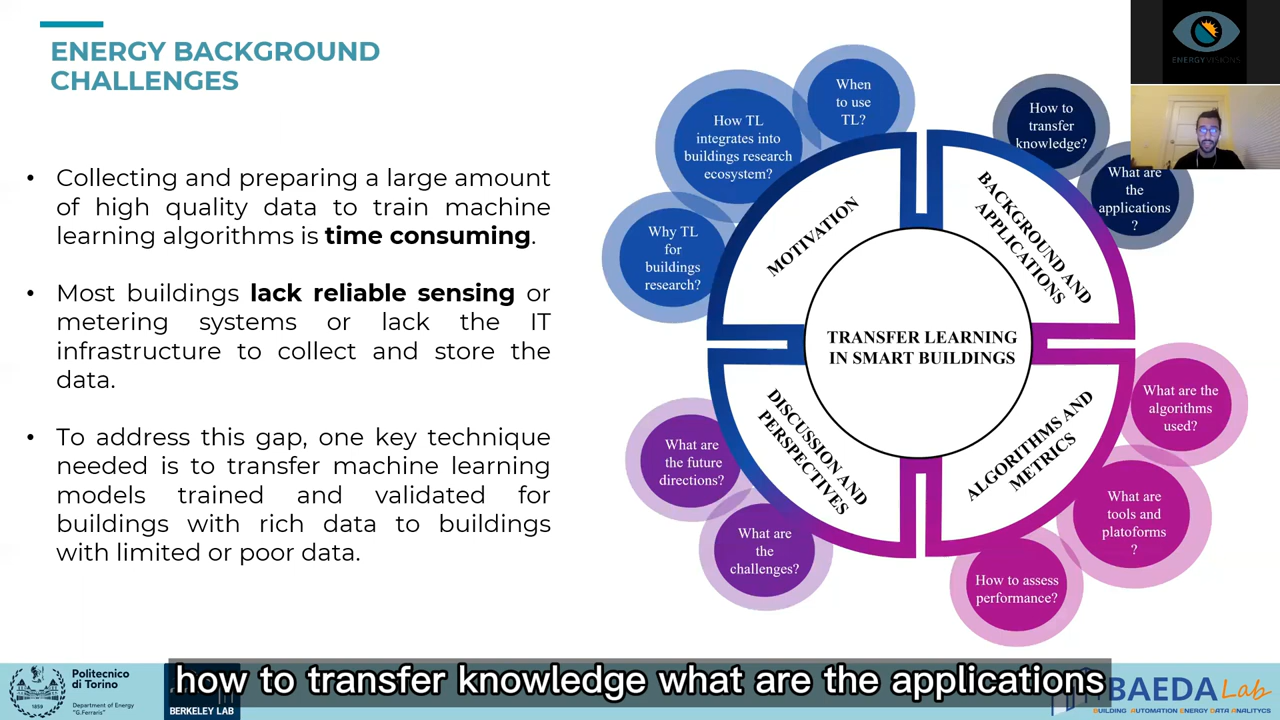 ENERGY BACKGROUND
CHALLENGES
• Collecting and preparing a large amount
of high quality data to train machine
learning algorithms is time consuming.
• Most buildings lack reliable sensing or
metering systems or lack the IT
infrastructure to collect and store the
data.
• To address this gap, one key technique
needed is to transfer machine learning
models trained and validated for
buildings with rich data to buildings
with limited or poor data.
When
to use
TL?
How TL
integrates into
buildings research
ecosystem?
Why TL
for
buildings
research?
MOTIVATION
How to
transfer
knowledge?
What are
the
applications
?
BACKGROUND AND
APPLICATIONS
TRANSFER LEARNING
IN SMART BUILDINGS
DISCUSSION AND
PERSPECTIVES
What are
the future
directions?
What are
the
challenges?
ALGORITHMS AND
METRICS
What are the
algorithms
used?
What are
tools and
platoforms
?
How to assess
performance?
ENERGY VISIONS
how to transfer knowledge what are the applications
Politecnico
di Torino
Department of Energy
"G.Ferraris"
1859
BERKELEY LAB
BAEDA Lab
BUILDING AUTOMATION ENERGY DATA ANALITYCS